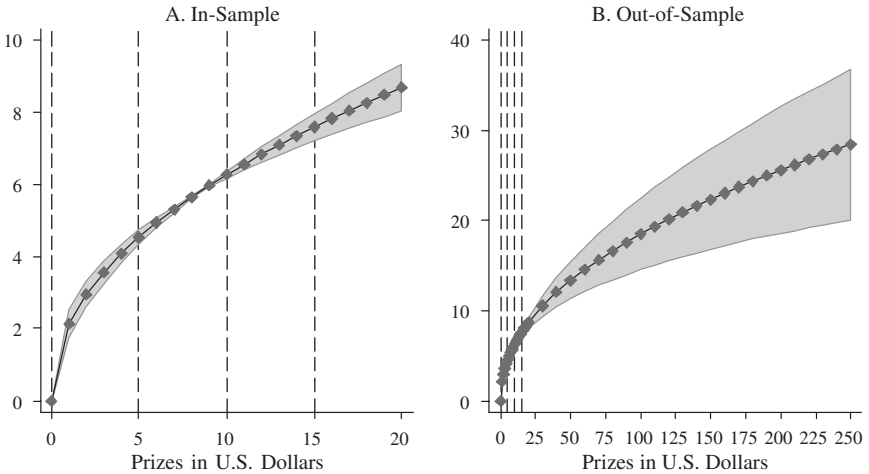 A. In-Sample
10
8
6
4
2
0
0 5 10 15 20
Prizes in U.S. Dollars
B. Out-of-Sample
40
30
20
10
0
0 25 50 75 100 125 150 175 200 225 250
Prizes in U.S. Dollars